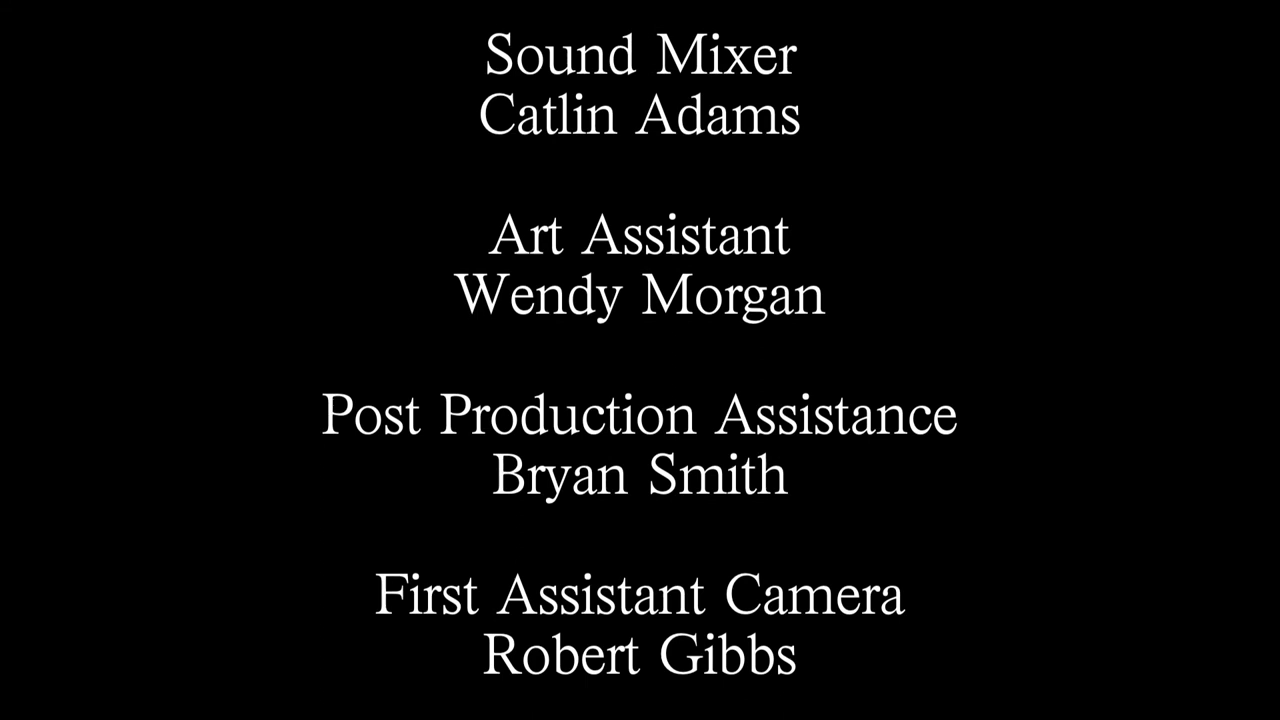 Sound Mixer
Catlin Adams
Art Assistant
Wendy Morgan
Post Production Assistance
Bryan Smith
First Assistant Camera
Robert Gibbs